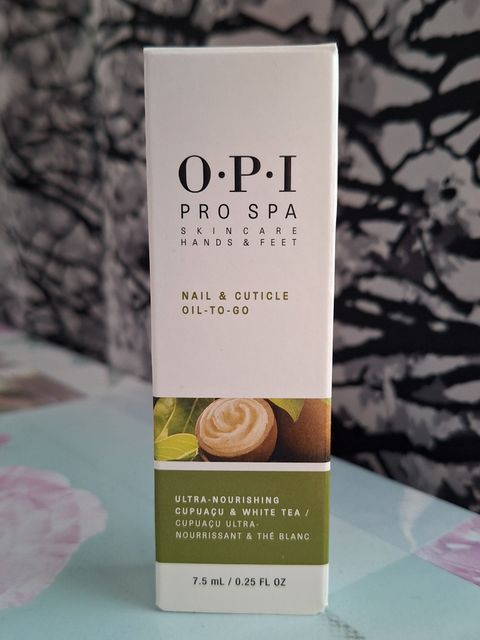 O·P·I
PRO SPA
SKINCARE
HANDS & FEET
NAIL & CUTICLE
OIL-TO-GO
ULTRA-NOURISHING
CUPUAÇU & WHITE TEA /
CUPUAÇU ULTRA-
NOURRISSANT & THÉ BLANC
7.5 mL / 0.25 FL OZ